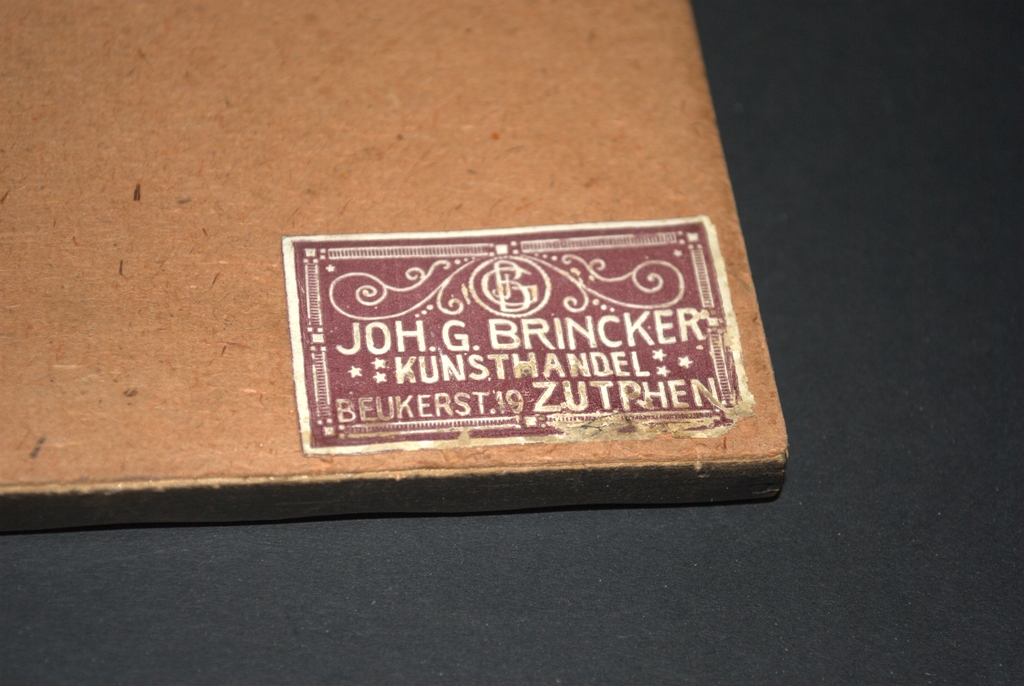 JOH. G. BRINCKER
KUNSTHANDEL
BEUKERST. 19 ZUTPHEN